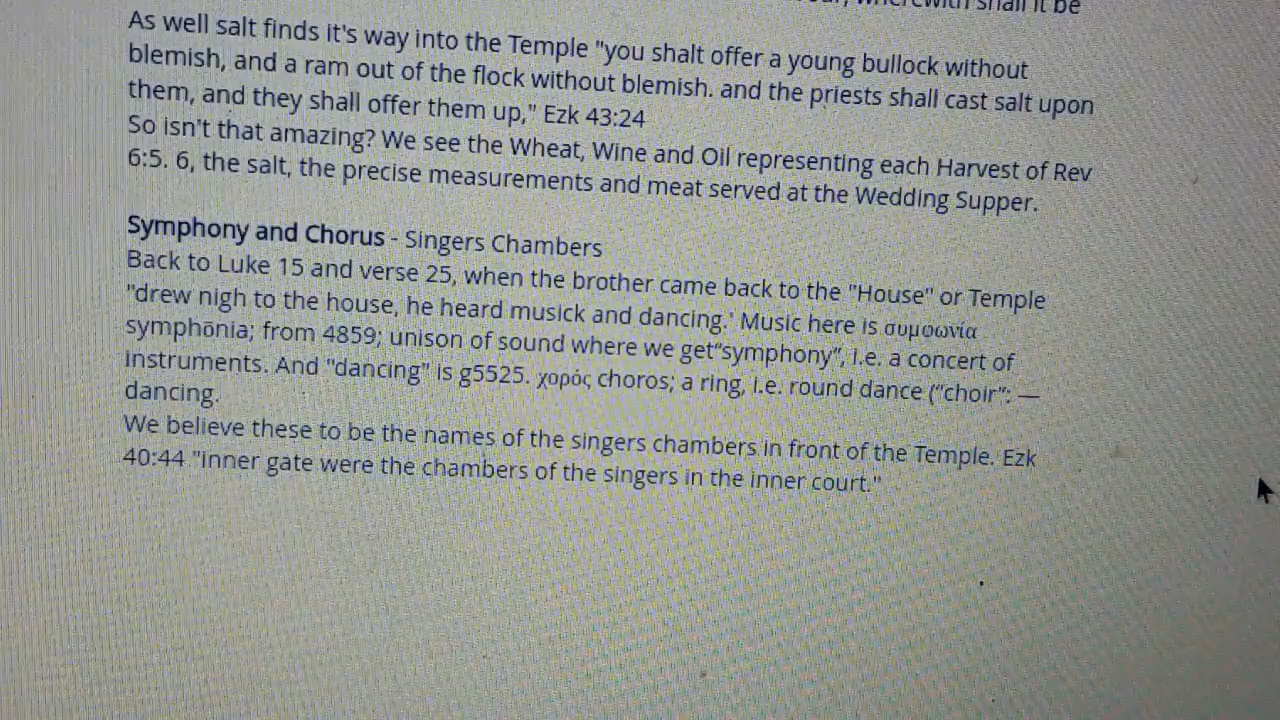 shall it be
As well salt finds it's way into the Temple "you shalt offer a young bullock without
blemish, and a ram out of the flock without blemish. and the priests shall cast salt upon
them, and they shall offer them up," Ezk 43:24
So isn't that amazing? We see the Wheat, Wine and Oil representing each Harvest of Rev
6:5. 6, the salt, the precise measurements and meat served at the Wedding Supper.
Symphony and Chorus - Singers Chambers
Back to Luke 15 and verse 25, when the brother came back to the "House" or Temple
"drew nigh to the house, he heard musick and dancing.' Music here is συμφωνία
symphōnia; from 4859; unison of sound where we get“symphony”, i.e. a concert of
instruments. And "dancing" is g5525. χορός choros; a ring, i.e. round dance (“choir”: —
dancing.
We believe these to be the names of the singers chambers in front of the Temple. Ezk
40:44 "inner gate were the chambers of the singers in the inner court."